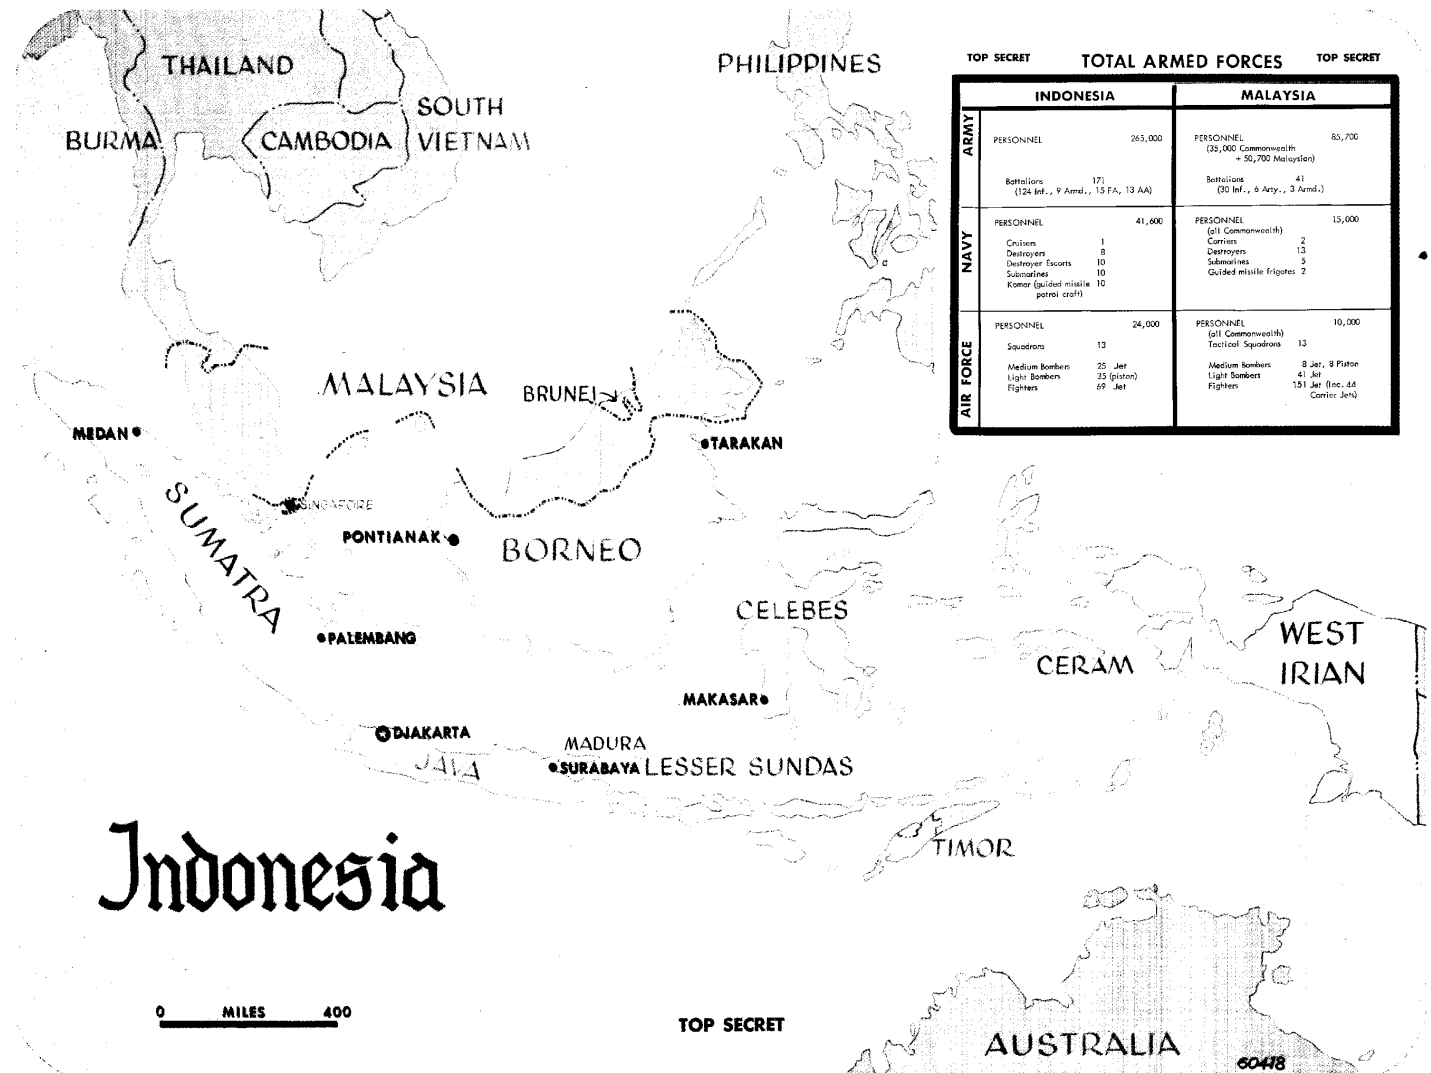 THAILAND
PHILIPPINES
SOUTH
VIETNAM
BURMA
CAMBODIA
TOP SECRET TOTAL ARMED FORCES TOP SECRET
INDONESIA MALAYSIA
ARMY
PERSONNEL 265,000
Battalions 171
(124 Inf., 9 Armd., 15 FA, 13 AA)
PERSONNEL 85,700
(35,000 Commonwealth
+ 50,700 Malaysian)
Battalions 41
(30 Inf., 6 Arty., 3 Armd.)
NAVY
PERSONNEL 41,600
Cruisers 1
Destroyers 8
Destroyer Escorts 10
Submarines 10
Komar (guided missile 10
patrol craft)
PERSONNEL 15,000
(all Commonwealth)
Carriers 2
Destroyers 13
Submarines 5
Guided missile frigates 2
AIR FORCE
PERSONNEL 24,000
Squadrons 13
Medium Bombers 25 Jet
Light Bombers 35 (piston)
Fighters 69 Jet
PERSONNEL 10,000
(all Commonwealth)
Tactical Squadrons 13
Medium Bombers 8 Jet, 8 Piston
Light Bombers 41 Jet
Fighters 151 Jet (Inc. 44
Carrier Jets)
MALAYSIA
BRUNEI
MEDAN
TARAKAN
SUMATRA
SINGAPORE
PONTIANAK
BORNEO
CELEBES
PALEMBANG
WEST
IRIAN
CERAM
MAKASAR
DJAKARTA
JAVA
MADURA
SURABAYA
LESSER SUNDAS
TIMOR
Indonesia
0 MILES 400
TOP SECRET
AUSTRALIA
60418